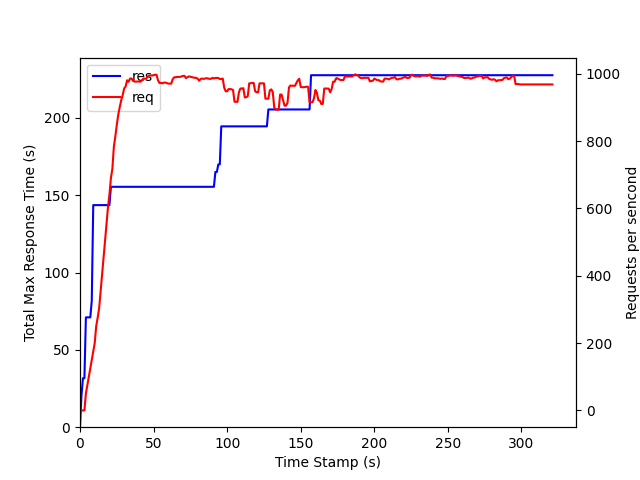 res
req
Total Max Response Time (s)
200
150
100
50
0
1000
800
600
400
200
0
Requests per sencond
0 50 100 150 200 250 300
Time Stamp (s)